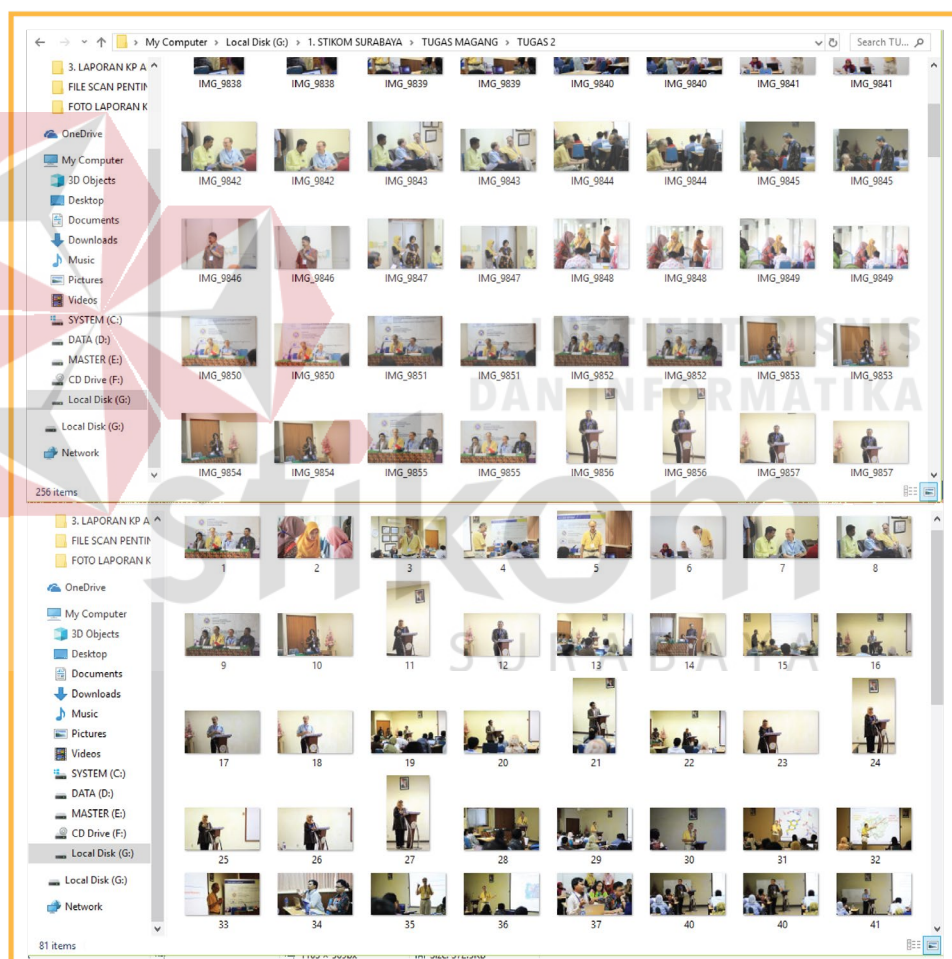 My Computer > Local Disk (G:) > 1. STIKOM SURABAYA > TUGAS MAGANG > TUGAS 2
Search TU...
3. LAPORAN KP A
FILE SCAN PENTIN
FOTO LAPORAN K
OneDrive
My Computer
3D Objects
Desktop
Documents
Downloads
Music
Pictures
Videos
SYSTEM (C:)
DATA (D:)
MASTER (E:)
CD Drive (F:)
Local Disk (G:)
Local Disk (G:)
Network
256 items
IMG_9838 IMG_9838 IMG_9839 IMG_9839 IMG_9840 IMG_9840 IMG_9841 IMG_9841
IMG_9842 IMG_9842 IMG_9843 IMG_9843 IMG_9844 IMG_9844 IMG_9845 IMG_9845
IMG_9846 IMG_9846 IMG_9847 IMG_9847 IMG_9848 IMG_9848 IMG_9849 IMG_9849
IMG_9850 IMG_9850 IMG_9851 IMG_9851 IMG_9852 IMG_9852 IMG_9853 IMG_9853
IMG_9854 IMG_9854 IMG_9855 IMG_9855 IMG_9856 IMG_9856 IMG_9857 IMG_9857
INSTITUT BISNIS
DAN INFORMATIKA
stikom
SURABAYA
3. LAPORAN KP A
FILE SCAN PENTIN
FOTO LAPORAN K
OneDrive
My Computer
3D Objects
Desktop
Documents
Downloads
Music
Pictures
Videos
SYSTEM (C:)
DATA (D:)
MASTER (E:)
CD Drive (F:)
Local Disk (G:)
Local Disk (G:)
Network
81 items
1 2 3 4 5 6 7 8
9 10 11 12 13 14 15 16
17 18 19 20 21 22 23 24
25 26 27 28 29 30 31 32
33 34 35 36 37 40 40 41